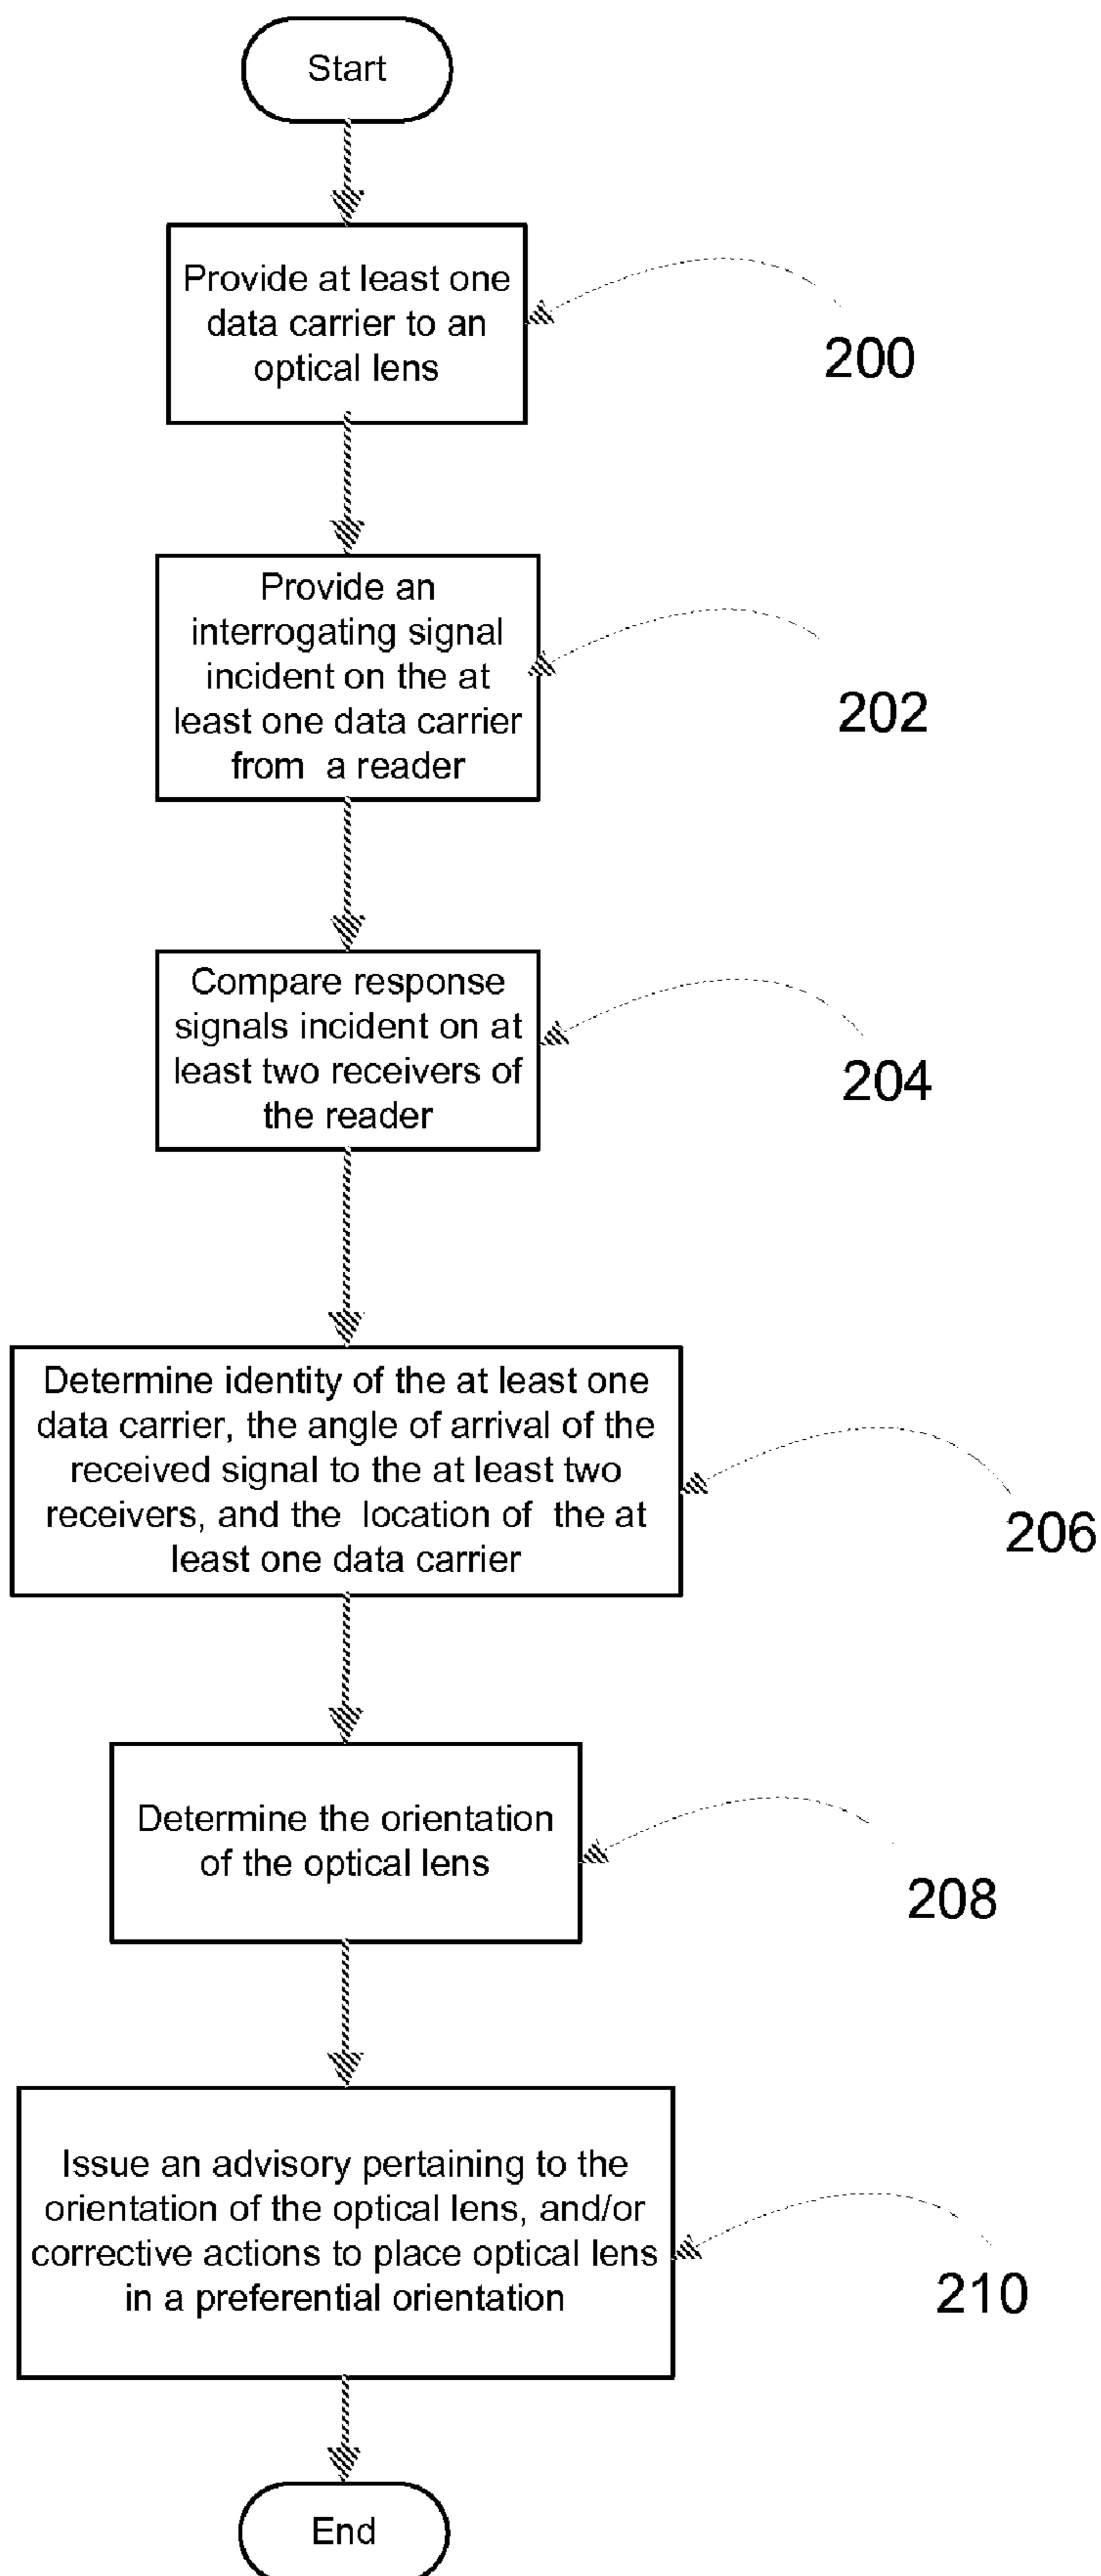 Start
Provide at least one
data carrier to an
optical lens
200
Provide an
interrogating signal
incident on the at
least one data carrier
from a reader
202
Compare response
signals incident on at
least two receivers of
the reader
204
Determine identity of the at least one
data carrier, the angle of arrival of the
received signal to the at least two
receivers, and the location of the at
least one data carrier
206
Determine the orientation
of the optical lens
208
Issue an advisory pertaining to the
orientation of the optical lens, and/or
corrective actions to place optical lens
in a preferential orientation
210
End